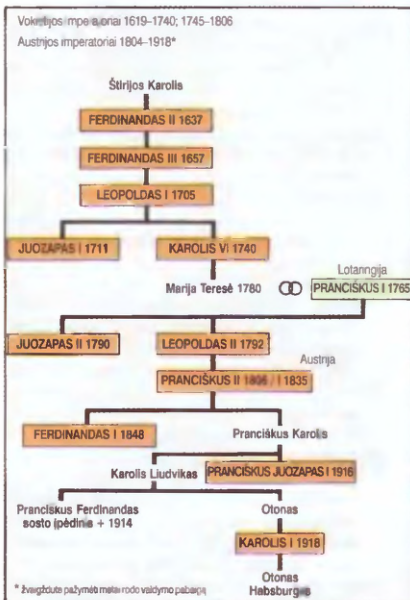 Vokietijos imperatoriai 1619–1740; 1745–1806
Austrijos imperatoriai 1804–1918*
Štirijos Karolis
FERDINANDAS II 1637
FERDINANDAS III 1657
LEOPOLDAS I 1705
JUOZAPAS I 1711
KAROLIS VI 1740
Lotaringija
Marija Teresė 1780
PRANCIŠKUS I 1765
JUOZAPAS II 1790
LEOPOLDAS II 1792
Austrija
PRANCIŠKUS II 1806 / I 1835
FERDINANDAS I 1848
Pranciškus Karolis
Karolis Liudvikas
PRANCIŠKUS JUOZAPAS I 1916
Pranciškus Ferdinandas
sosto įpėdinis + 1914
Otonas
KAROLIS I 1918
Otonas
Habsburgas
* žvaigždute pažymėti metai rodo valdymo pabaigą